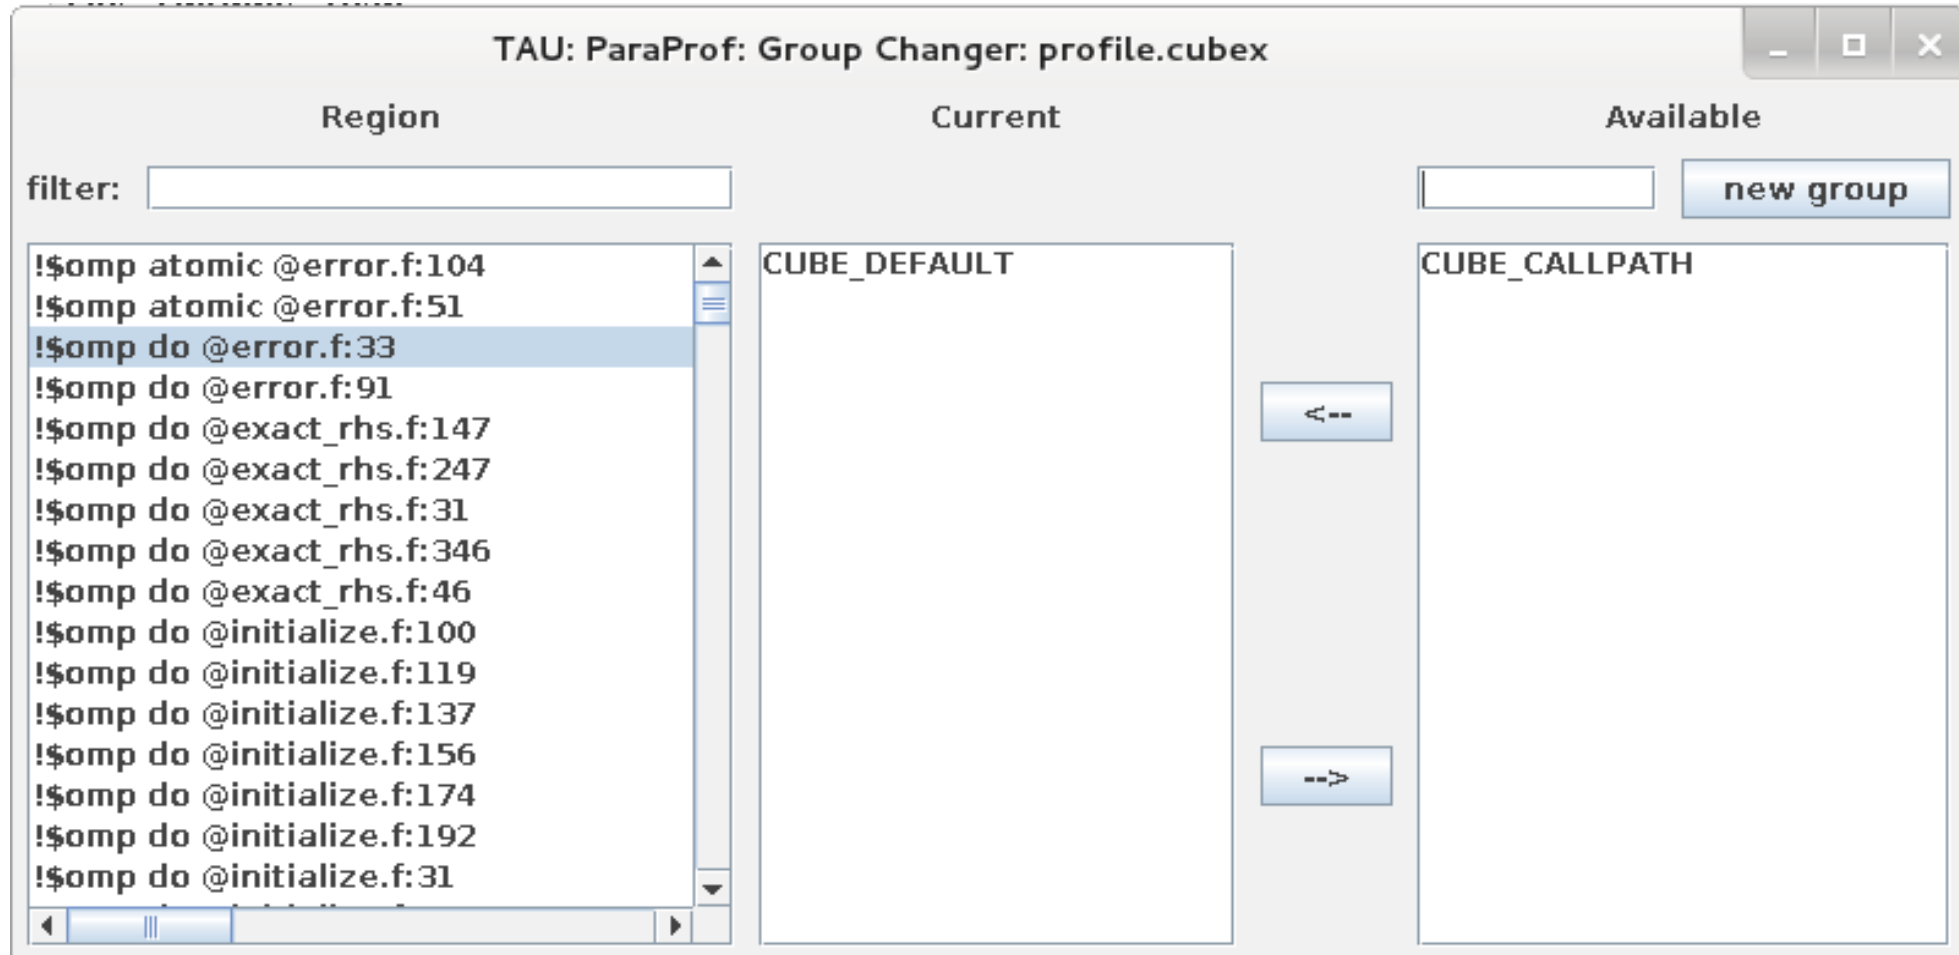 TAU: ParaProf: Group Changer: profile.cubex
Region
Current
Available
filter:
new group
!$omp atomic @error.f:104
!$omp atomic @error.f:51
!$omp do @error.f:33
!$omp do @error.f:91
!$omp do @exact_rhs.f:147
!$omp do @exact_rhs.f:247
!$omp do @exact_rhs.f:31
!$omp do @exact_rhs.f:346
!$omp do @exact_rhs.f:46
!$omp do @initialize.f:100
!$omp do @initialize.f:119
!$omp do @initialize.f:137
!$omp do @initialize.f:156
!$omp do @initialize.f:174
!$omp do @initialize.f:192
!$omp do @initialize.f:31
CUBE_DEFAULT
<--
-->
CUBE_CALLPATH